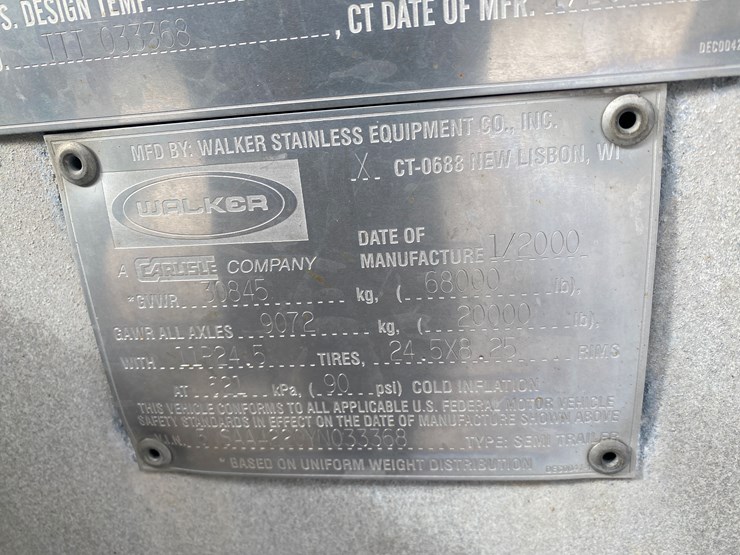 S. DESIGN TEMP.
, CT DATE OF MFR.
TTT 033368
DEC0042
MFD BY: WALKER STAINLESS EQUIPMENT CO., INC.
X CT-0688 NEW LISBON, WI
WALKER
DATE OF
MANUFACTURE 1/2000
A CARLISLE COMPANY
*GVWR 30845 kg, ( 68000 lb),
GAWR ALL AXLES 9072 kg, ( 20000 lb),
WITH 11R24.5 TIRES, 24.5X8.25 RIMS
AT 621 kPa, ( 90 psi) COLD INFLATION
THIS VEHICLE CONFORMS TO ALL APPLICABLE U.S. FEDERAL MOTOR VEHICLE
SAFETY STANDARDS IN EFFECT ON THE DATE OF MANUFACTURE SHOWN ABOVE
YN033368 TYPE: SEMI TRAILER
* BASED ON UNIFORM WEIGHT DISTRIBUTION